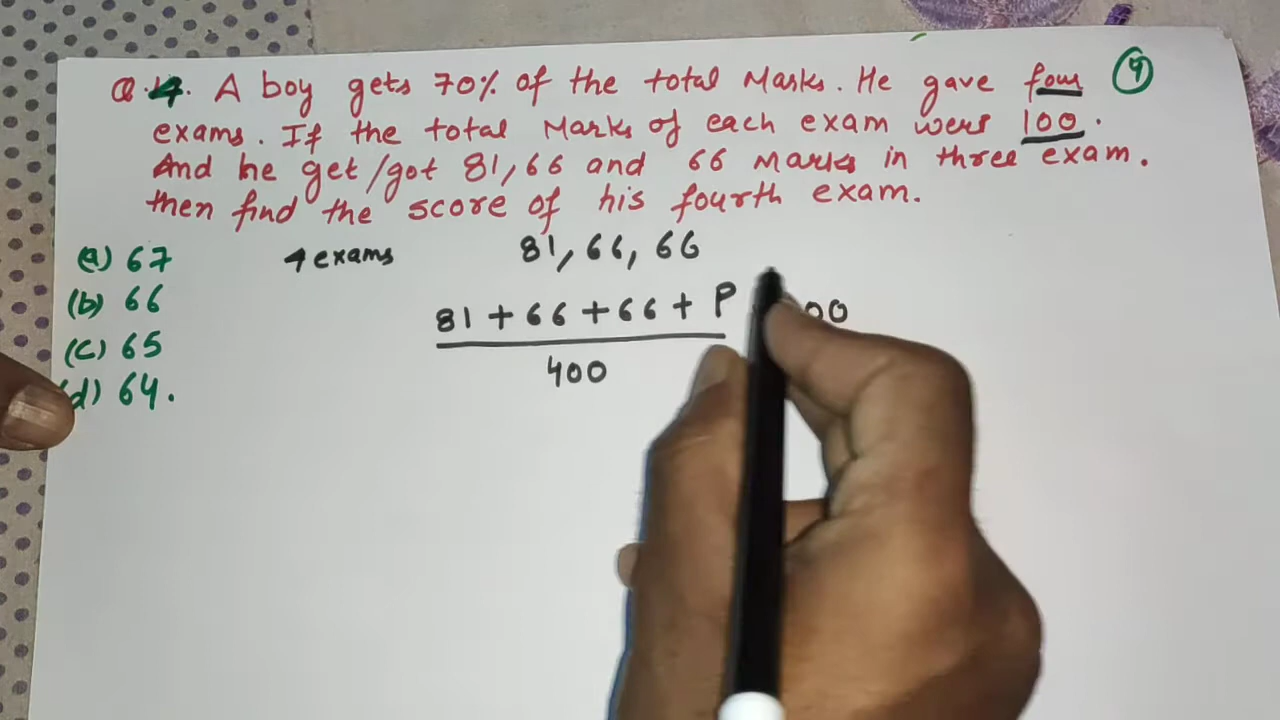 Q.4. A boy gets 70% of the total Marks. He gave four (9)
exams. If the total Marks of each exam were 100.
And he get/got 81,66 and 66 Marks in three exam.
then find the score of his fourth exam.
(a) 67
(b) 66
(c) 65
(d) 64.
4 exams
81, 66, 66
81 + 66 + 66 + P
400